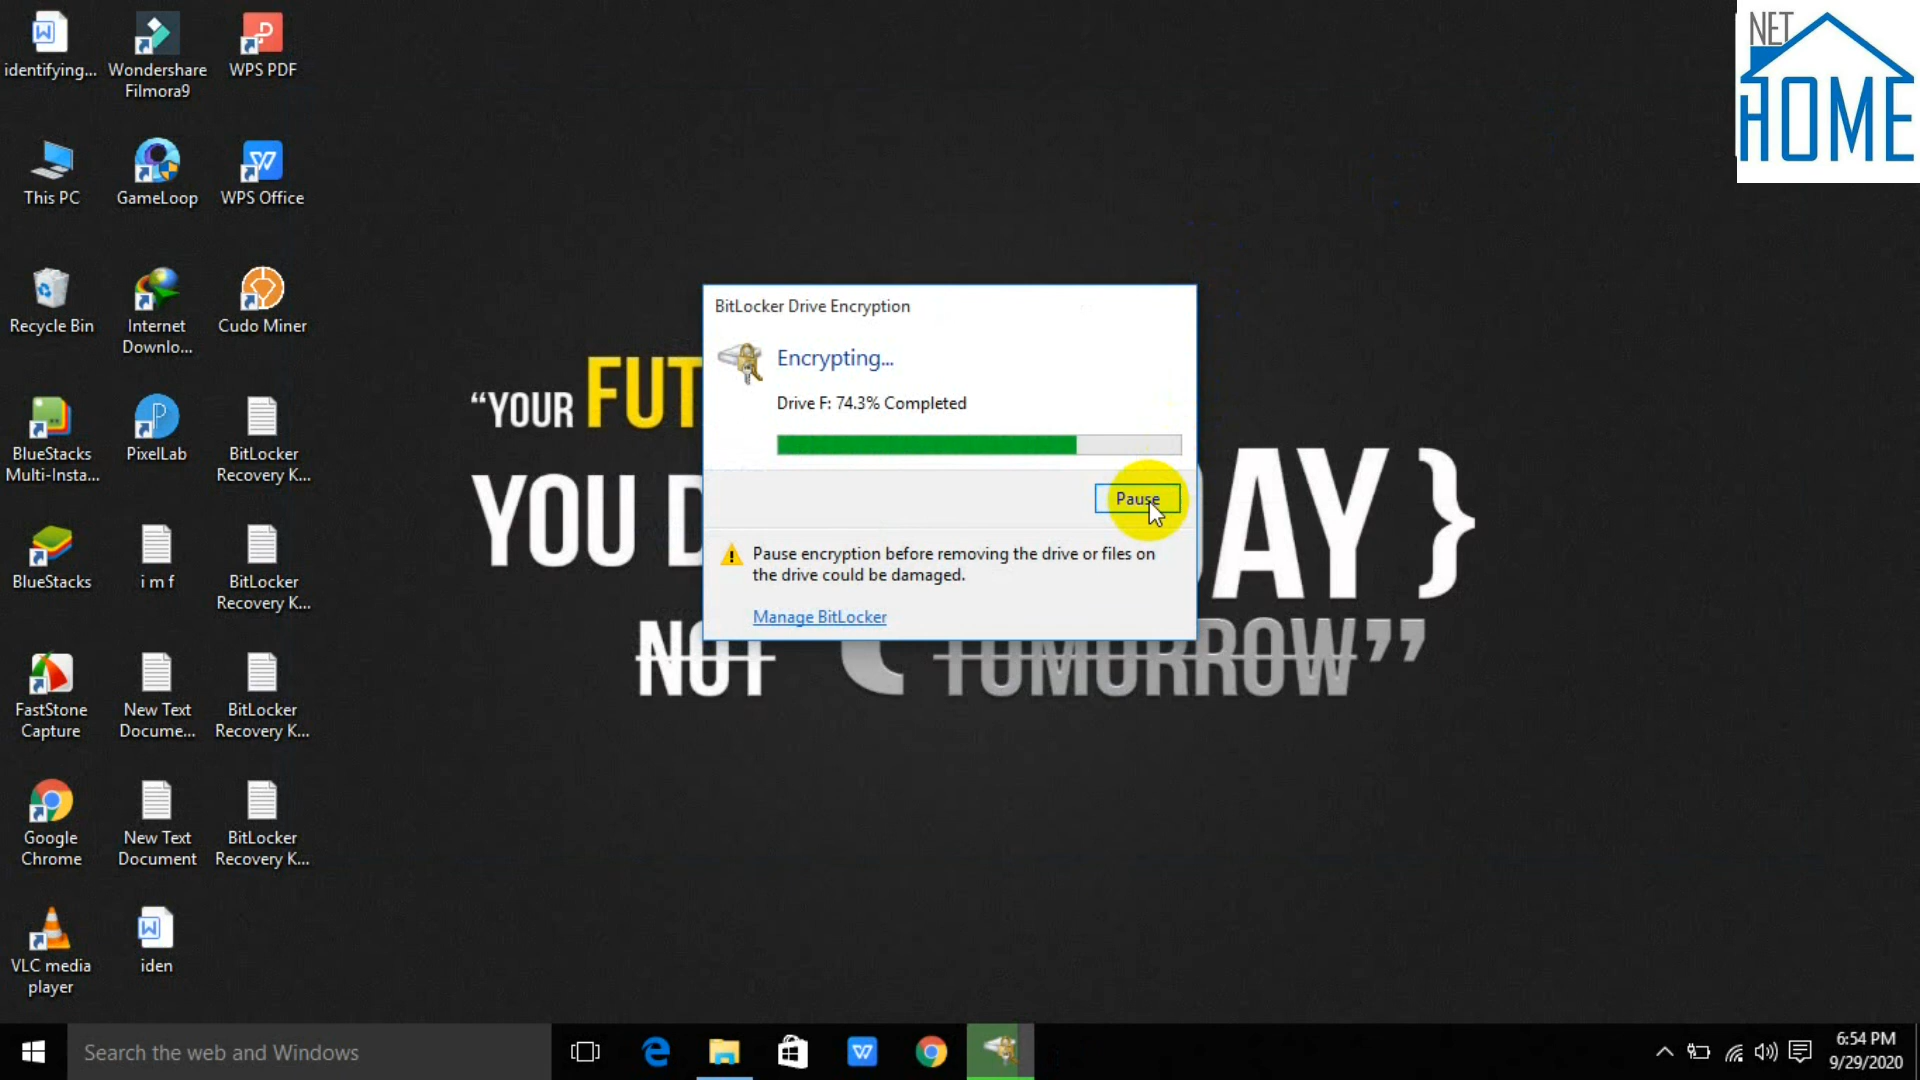 identifying...
Wondershare
Filmora9
WPS PDF
This PC
GameLoop
WPS Office
Recycle Bin
Internet
Downlo...
Cudo Miner
BlueStacks
Multi-Insta...
PixelLab
BitLocker
Recovery K...
BlueStacks
i m f
BitLocker
Recovery K...
FastStone
Capture
New Text
Docume...
BitLocker
Recovery K...
Google
Chrome
New Text
Document
BitLocker
Recovery K...
VLC media
player
iden
NET
HOME
“YOUR FUT
YOU D AY }
NOT TOMORROW”
BitLocker Drive Encryption
Encrypting...
Drive F: 74.3% Completed
Pause
Pause encryption before removing the drive or files on
the drive could be damaged.
Manage BitLocker
Search the web and Windows
6:54 PM
9/29/2020